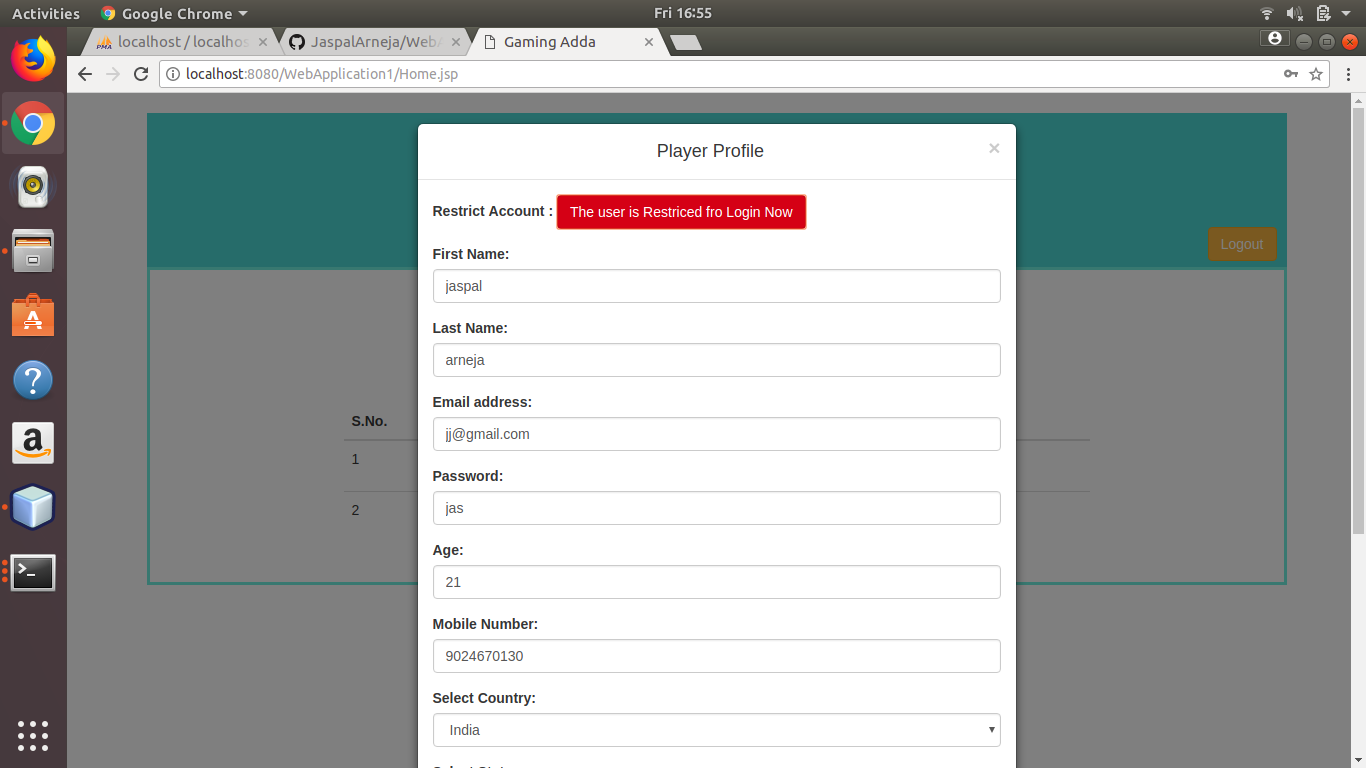 Activities Google Chrome Fri 16:55
localhost / localhos JaspalArneja/WebA Gaming Adda
localhost:8080/WebApplication1/Home.jsp
Player Profile ×
Restrict Account : The user is Restriced fro Login Now
Logout
First Name:
jaspal
Last Name:
arneja
Email address:
S.No.
jj@gmail.com
1
Password:
jas
2
Age:
21
Mobile Number:
9024670130
Select Country:
India